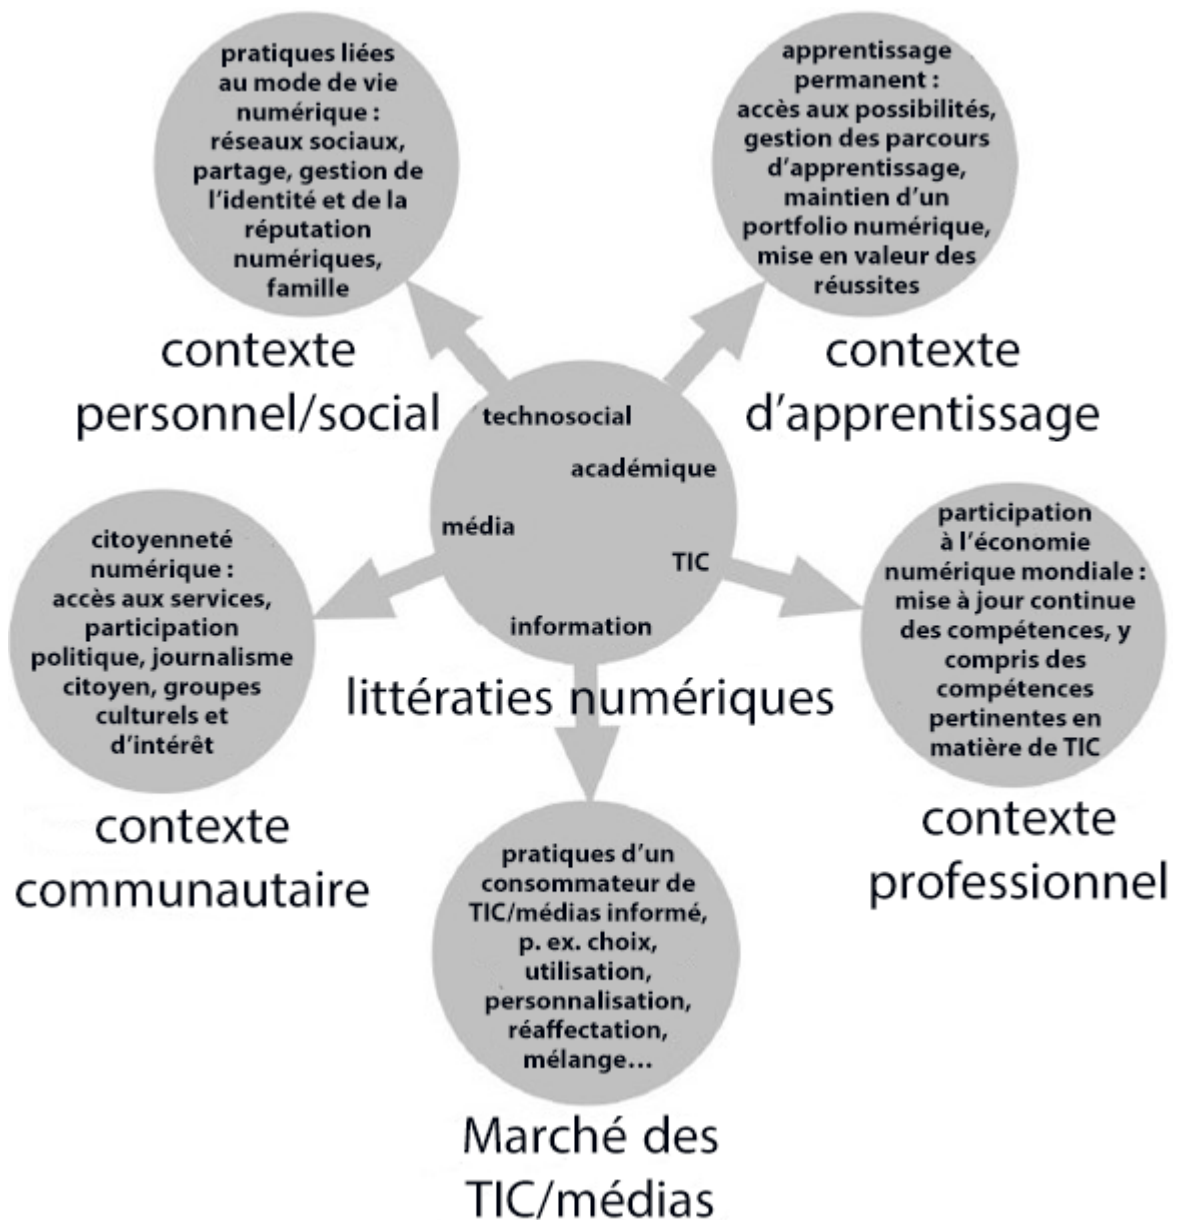 pratiques liées
au mode de vie
numérique :
réseaux sociaux,
partage, gestion de
l'identité et de la
réputation
numériques,
famille
contexte
personnel/social
apprentissage
permanent :
accès aux possibilités,
gestion des parcours
d'apprentissage,
maintien d'un
portfolio numérique,
mise en valeur des
réussites
contexte
d'apprentissage
technosocial
académique
média
TIC
information
littératies numériques
citoyenneté
numérique :
accès aux services,
participation
politique, journalisme
citoyen, groupes
culturels et
d'intérêt
contexte
communautaire
participation
à l'économie
numérique mondiale :
mise à jour continue
des compétences, y
compris des
compétences
pertinentes en
matière de TIC
contexte
professionnel
pratiques d'un
consommateur de
TIC/médias informé,
p. ex. choix,
utilisation,
personnalisation,
réaffectation,
mélange...
Marché des
TIC/médias